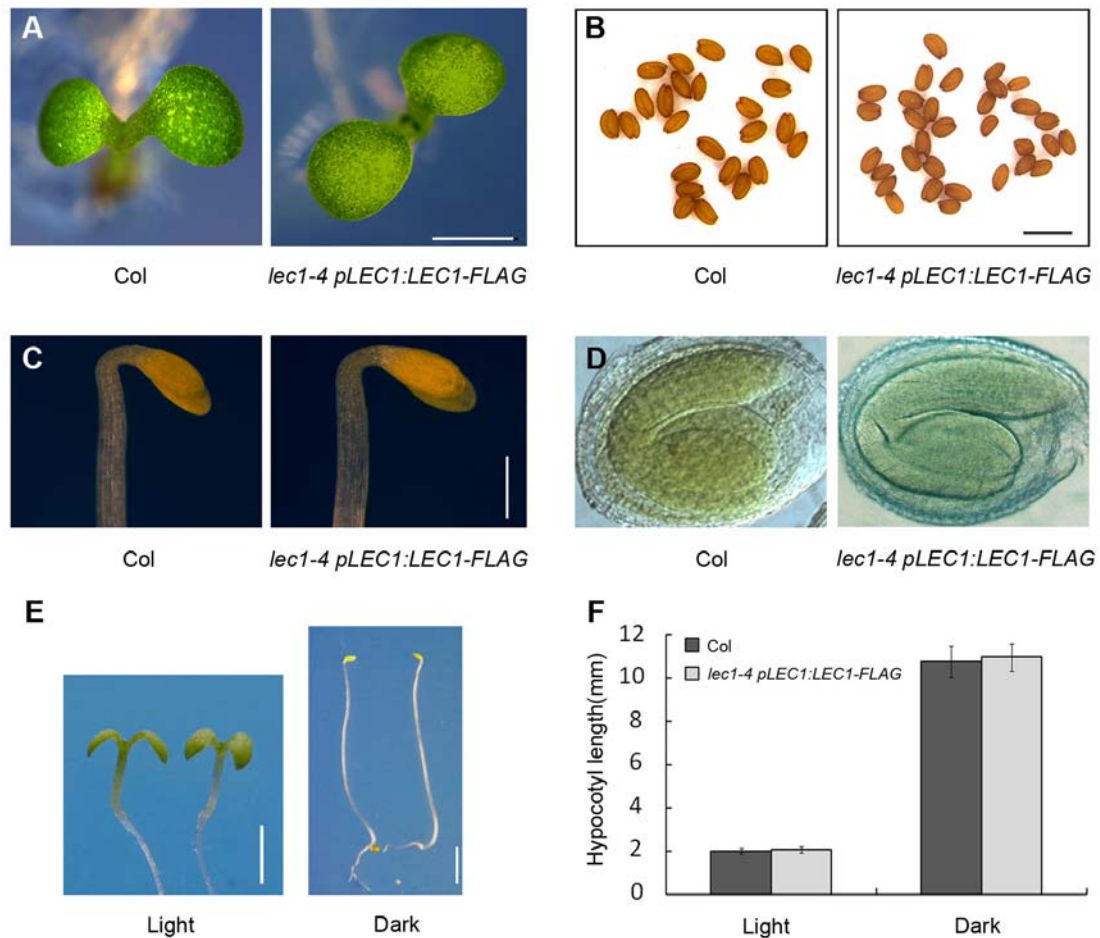 A
Col
lec1-4 pLEC1:LEC1-FLAG
B
Col
lec1-4 pLEC1:LEC1-FLAG
C
Col
lec1-4 pLEC1:LEC1-FLAG
D
Col
lec1-4 pLEC1:LEC1-FLAG
E
Light
Dark
F
Hypocotyl length(mm)
12
10
8
6
4
2
0
Col
lec1-4 pLEC1:LEC1-FLAG
Light
Dark